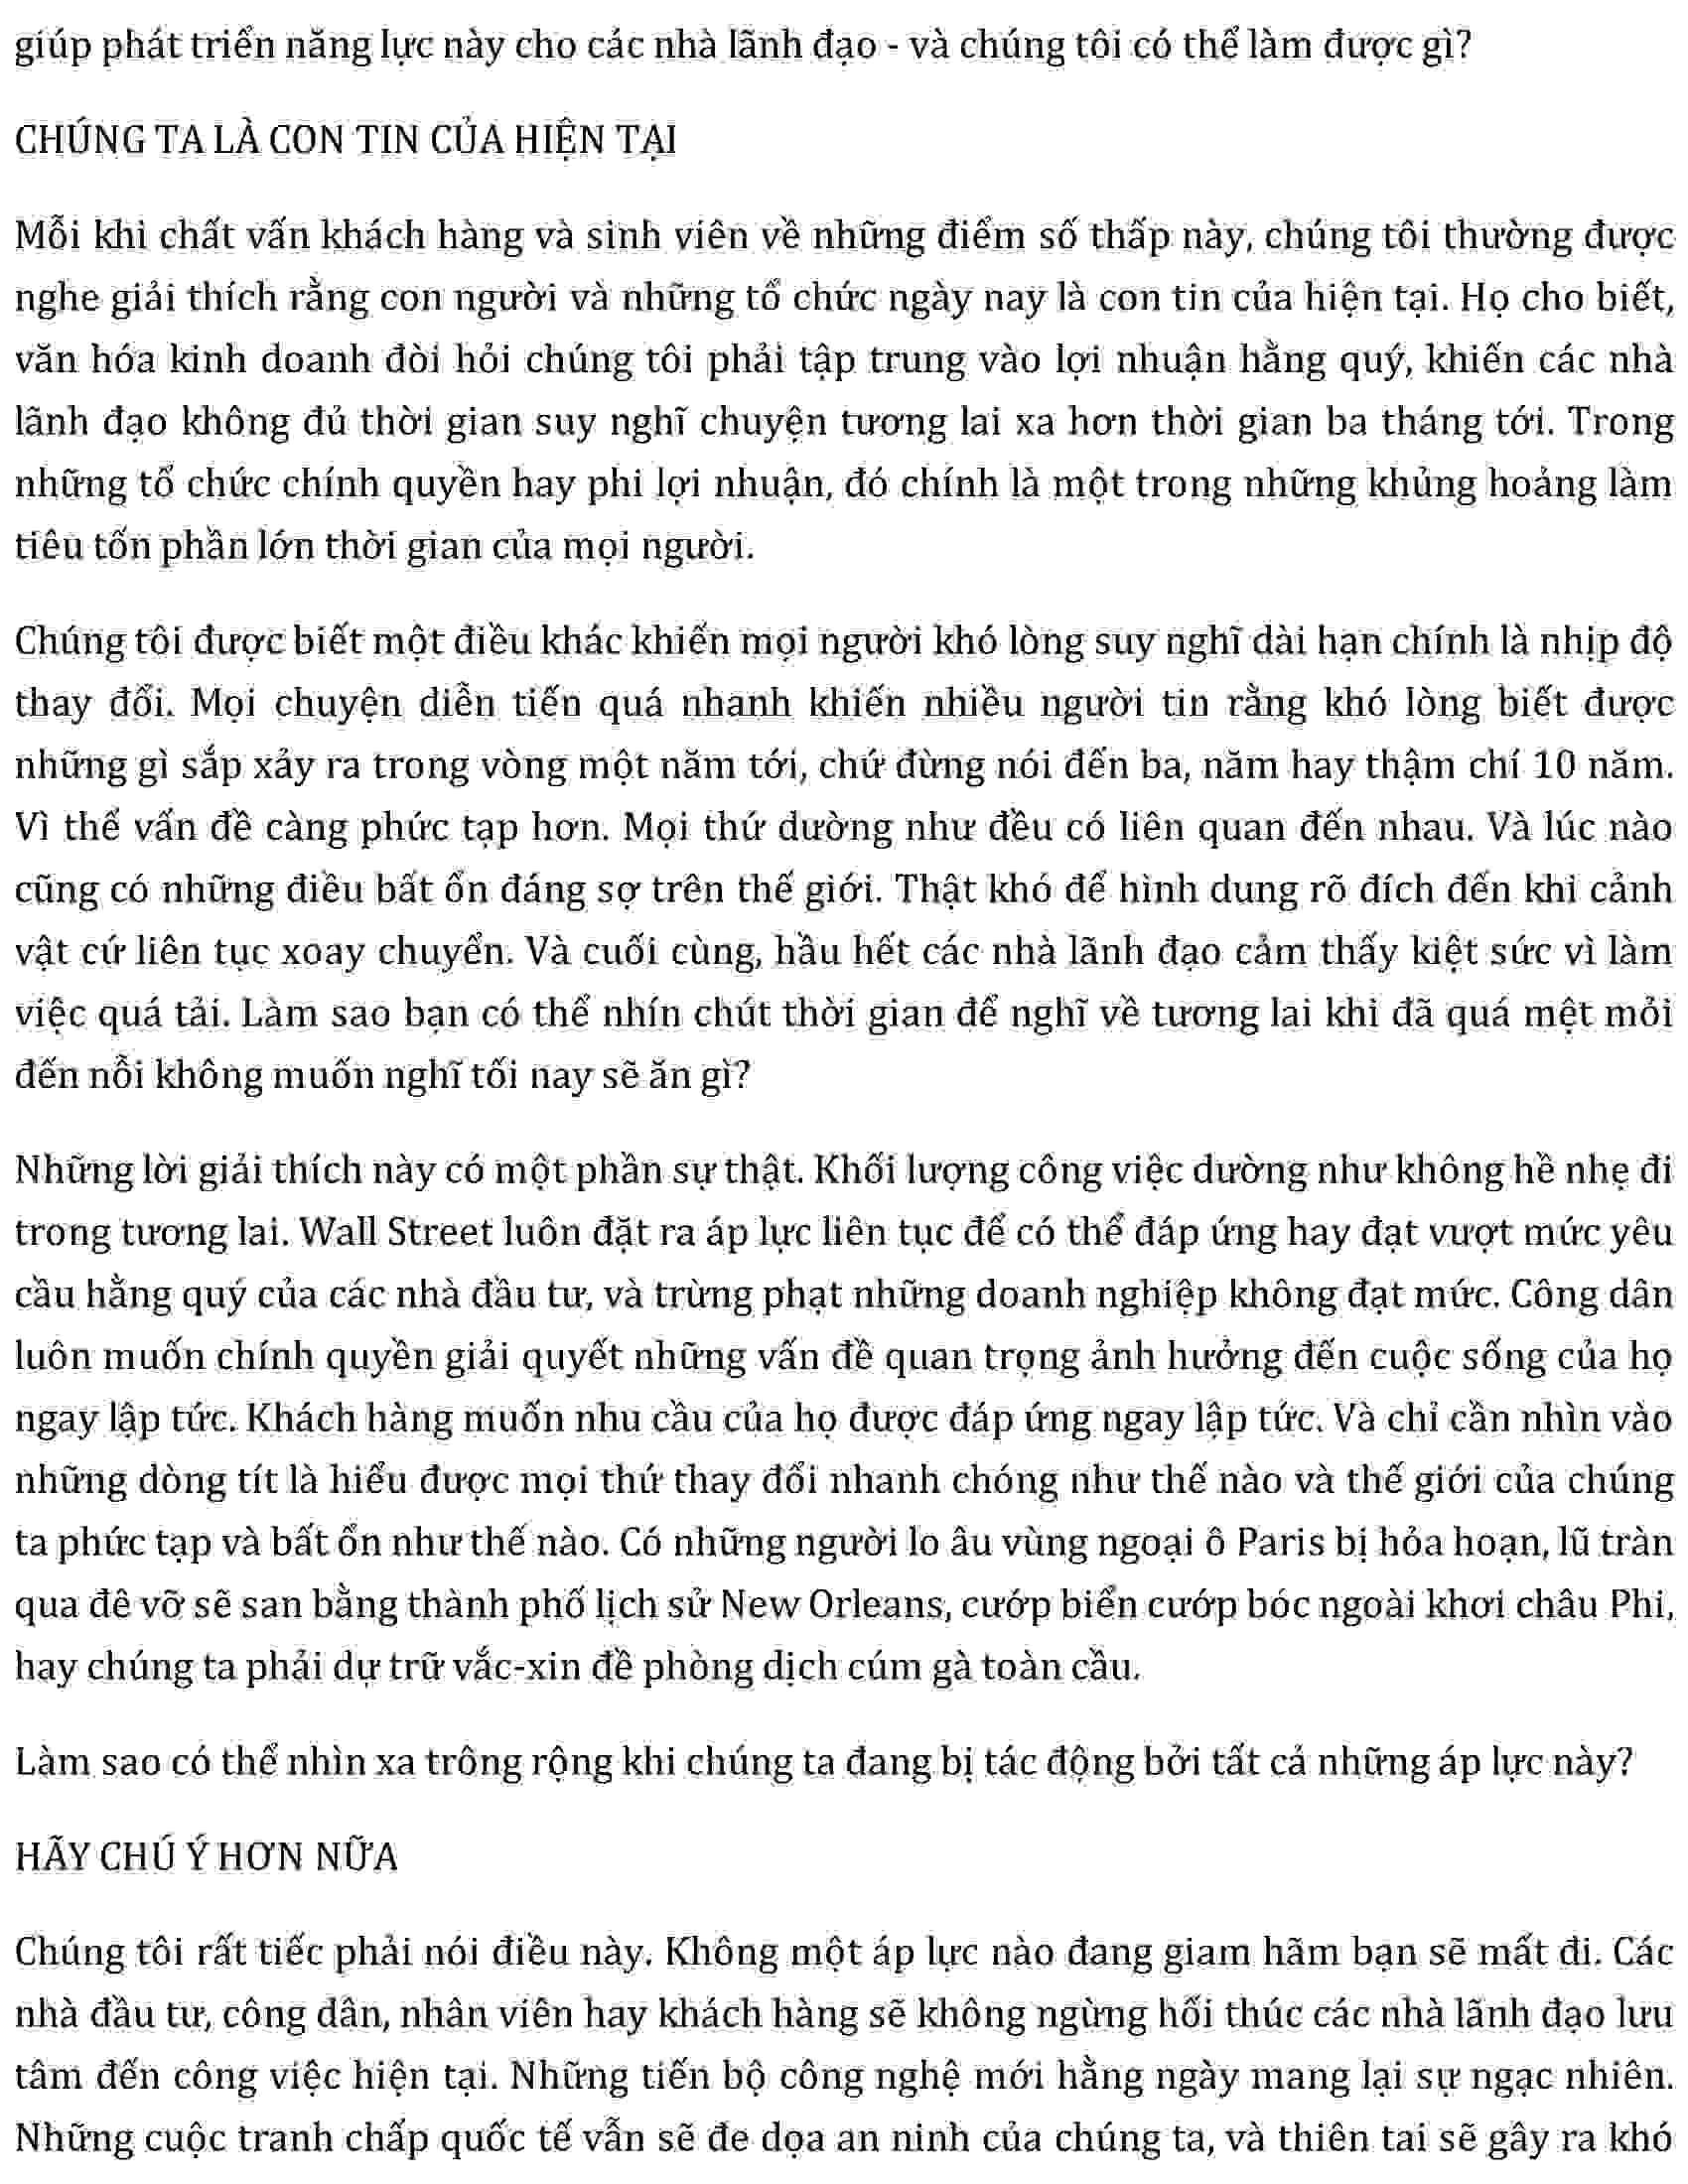 giúp phát triển năng lực này cho các nhà lãnh đạo - và chúng tôi có thể làm được gì?
CHÚNG TA LÀ CON TIN CỦA HIỆN TẠI
Mỗi khi chất vấn khách hàng và sinh viên về những điểm số thấp này, chúng tôi thường được
nghe giải thích rằng con người và những tổ chức ngày nay là con tin của hiện tại. Họ cho biết,
văn hóa kinh doanh đòi hỏi chúng tôi phải tập trung vào lợi nhuận hằng quý, khiến các nhà
lãnh đạo không đủ thời gian suy nghĩ chuyện tương lai xa hơn thời gian ba tháng tới. Trong
những tổ chức chính quyền hay phi lợi nhuận, đó chính là một trong những khủng hoảng làm
tiêu tốn phần lớn thời gian của mọi người.
Chúng tôi được biết một điều khác khiến mọi người khó lòng suy nghĩ dài hạn chính là nhịp độ
thay đổi. Mọi chuyện diễn tiến quá nhanh khiến nhiều người tin rằng khó lòng biết được
những gì sắp xảy ra trong vòng một năm tới, chứ đừng nói đến ba, năm hay thậm chí 10 năm.
Vì thế vấn đề càng phức tạp hơn. Mọi thứ dường như đều có liên quan đến nhau. Và lúc nào
cũng có những điều bất ổn đáng sợ trên thế giới. Thật khó để hình dung rõ đích đến khi cảnh
vật cứ liên tục xoay chuyển. Và cuối cùng, hầu hết các nhà lãnh đạo cảm thấy kiệt sức vì làm
việc quá tải. Làm sao bạn có thể nhín chút thời gian để nghĩ về tương lai khi đã quá mệt mỏi
đến nỗi không muốn nghĩ tối nay sẽ ăn gì?
Những lời giải thích này có một phần sự thật. Khối lượng công việc dường như không hề nhẹ đi
trong tương lai. Wall Street luôn đặt ra áp lực liên tục để có thể đáp ứng hay đạt vượt mức yêu
cầu hằng quý của các nhà đầu tư, và trừng phạt những doanh nghiệp không đạt mức. Công dân
luôn muốn chính quyền giải quyết những vấn đề quan trọng ảnh hưởng đến cuộc sống của họ
ngay lập tức. Khách hàng muốn nhu cầu của họ được đáp ứng ngay lập tức. Và chỉ cần nhìn vào
những dòng tít là hiểu được mọi thứ thay đổi nhanh chóng như thế nào và thế giới của chúng
ta phức tạp và bất ổn như thế nào. Có những người lo âu vùng ngoại ô Paris bị hỏa hoạn, lũ tràn
qua đê vỡ sẽ san bằng thành phố lịch sử New Orleans, cướp biển cướp bóc ngoài khơi châu Phi,
hay chúng ta phải dự trữ vắc-xin đề phòng dịch cúm gà toàn cầu.
Làm sao có thể nhìn xa trông rộng khi chúng ta đang bị tác động bởi tất cả những áp lực này?
HÃY CHÚ Ý HƠN NỮA
Chúng tôi rất tiếc phải nói điều này. Không một áp lực nào đang giam hãm bạn sẽ mất đi. Các
nhà đầu tư, công dân, nhân viên hay khách hàng sẽ không ngừng hối thúc các nhà lãnh đạo lưu
tâm đến công việc hiện tại. Những tiến bộ công nghệ mới hằng ngày mang lại sự ngạc nhiên.
Những cuộc tranh chấp quốc tế vẫn sẽ đe dọa an ninh của chúng ta, và thiên tai sẽ gây ra khó